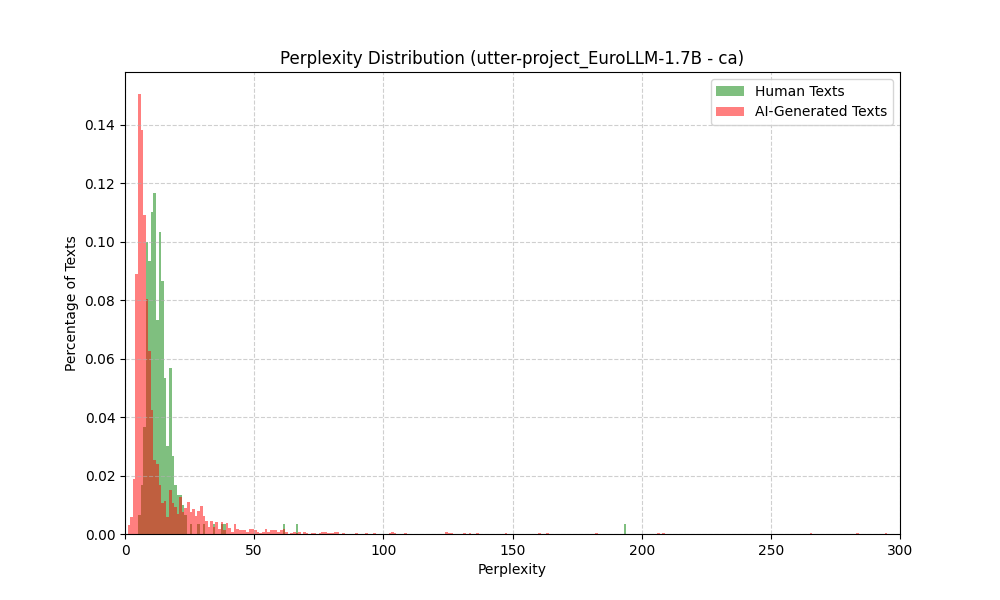 Perplexity Distribution (utter-project_EuroLLM-1.7B - ca)
Human Texts
AI-Generated Texts
Percentage of Texts
0.14
0.12
0.10
0.08
0.06
0.04
0.02
0.00
0 50 100 150 200 250 300
Perplexity